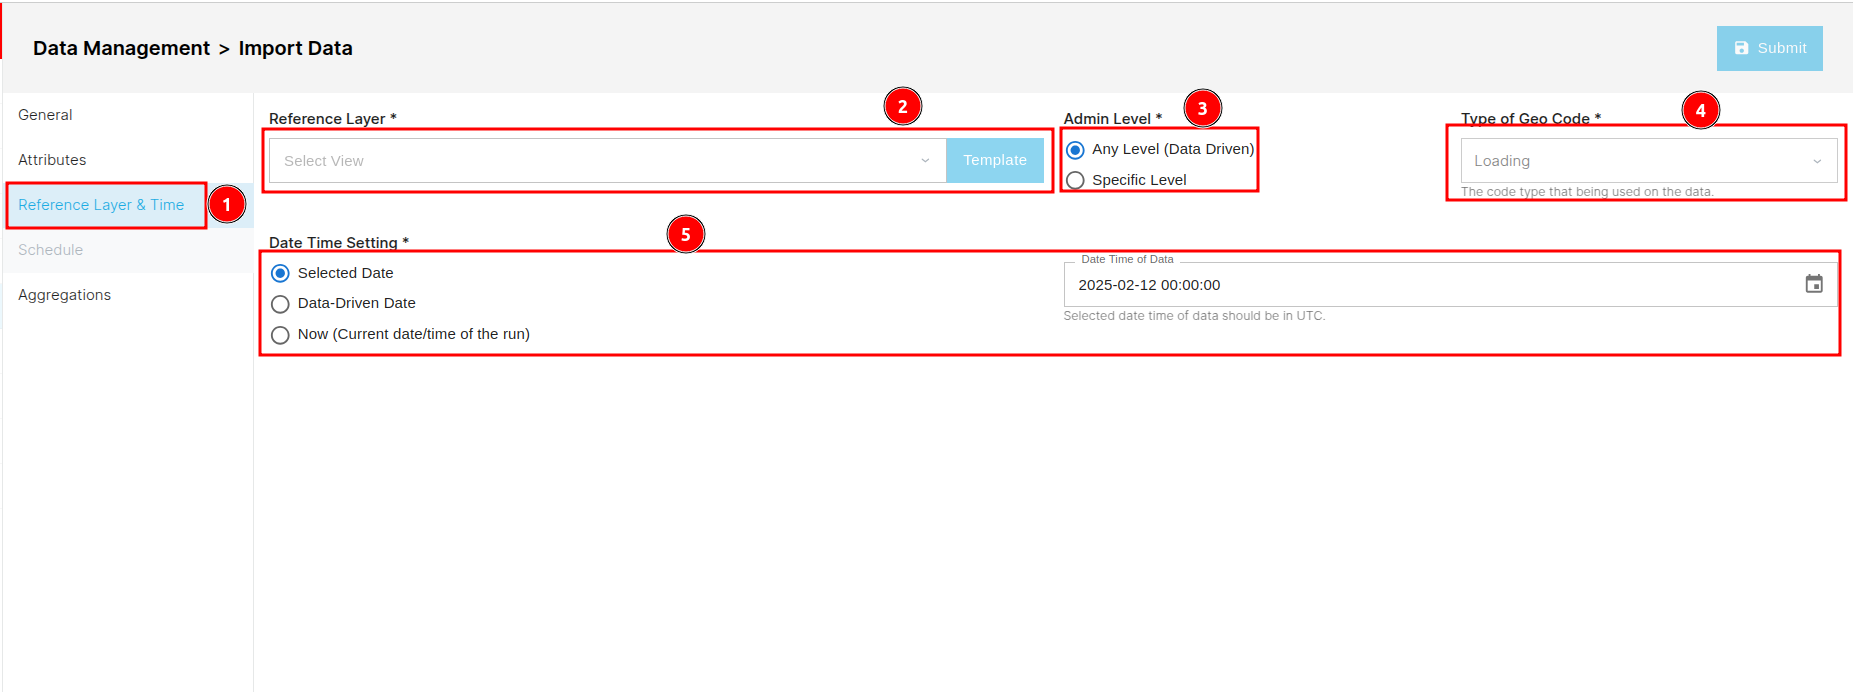 Data Management > Import Data
Submit
General
Attributes
Reference Layer & Time
1
Schedule
Aggregations
Reference Layer *
2
Select View
Template
Admin Level *
3
Any Level (Data Driven)
Specific Level
Type of Geo Code *
4
Loading
The code type that being used on the data.
Date Time Setting *
5
Selected Date
Data-Driven Date
Now (Current date/time of the run)
Date Time of Data
2025-02-12 00:00:00
Selected date time of data should be in UTC.